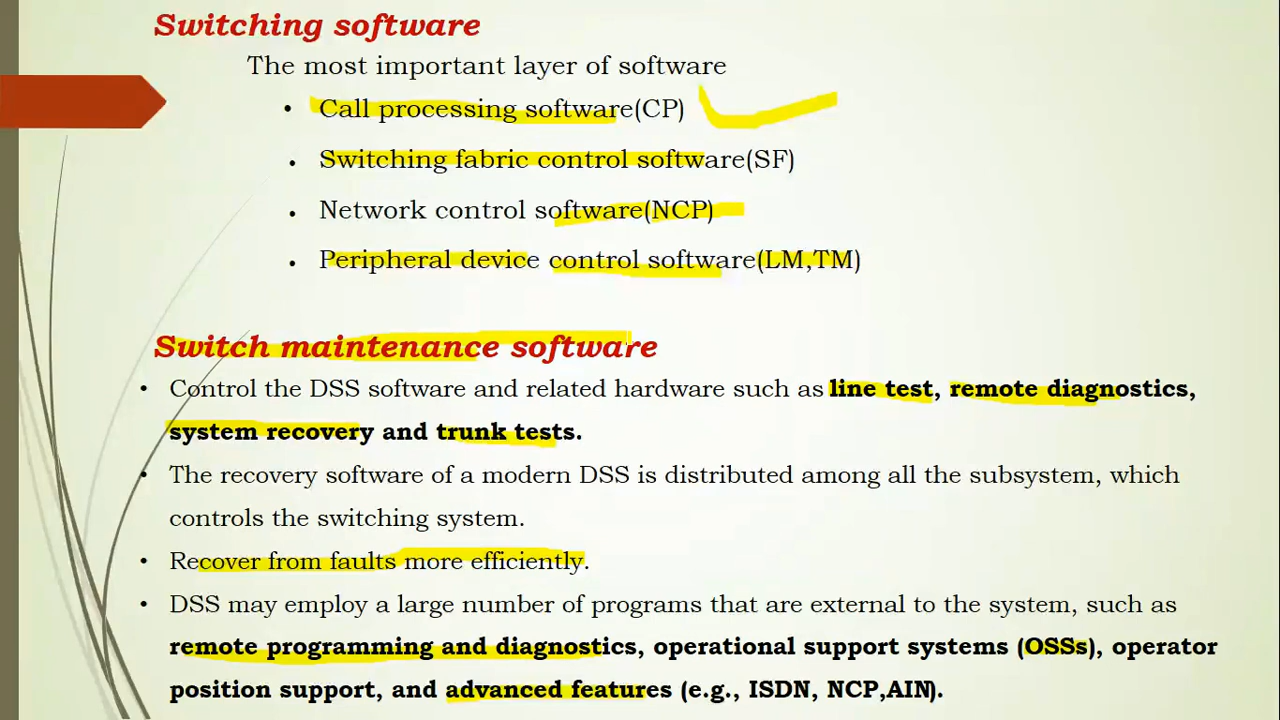 Switching software
The most important layer of software
• Call processing software(CP)
• Switching fabric control software(SF)
• Network control software(NCP)
• Peripheral device control software(LM,TM)
Switch maintenance software
• Control the DSS software and related hardware such as line test, remote diagnostics,
system recovery and trunk tests.
• The recovery software of a modern DSS is distributed among all the subsystem, which
controls the switching system.
• Recover from faults more efficiently.
• DSS may employ a large number of programs that are external to the system, such as
remote programming and diagnostics, operational support systems (OSSs), operator
position support, and advanced features (e.g., ISDN, NCP,AIN).